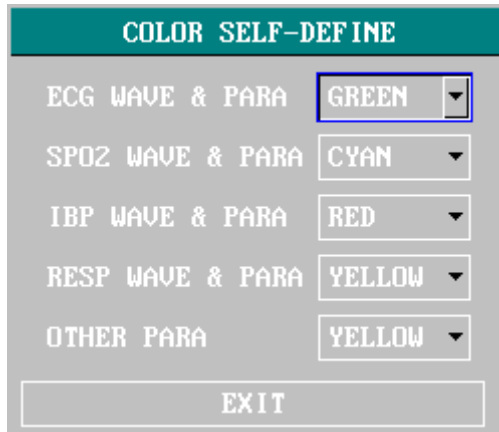 COLOR SELF-DEFINE
ECG WAVE & PARA GREEN
SPO2 WAVE & PARA CYAN
IBP WAVE & PARA RED
RESP WAVE & PARA YELLOW
OTHER PARA YELLOW
EXIT